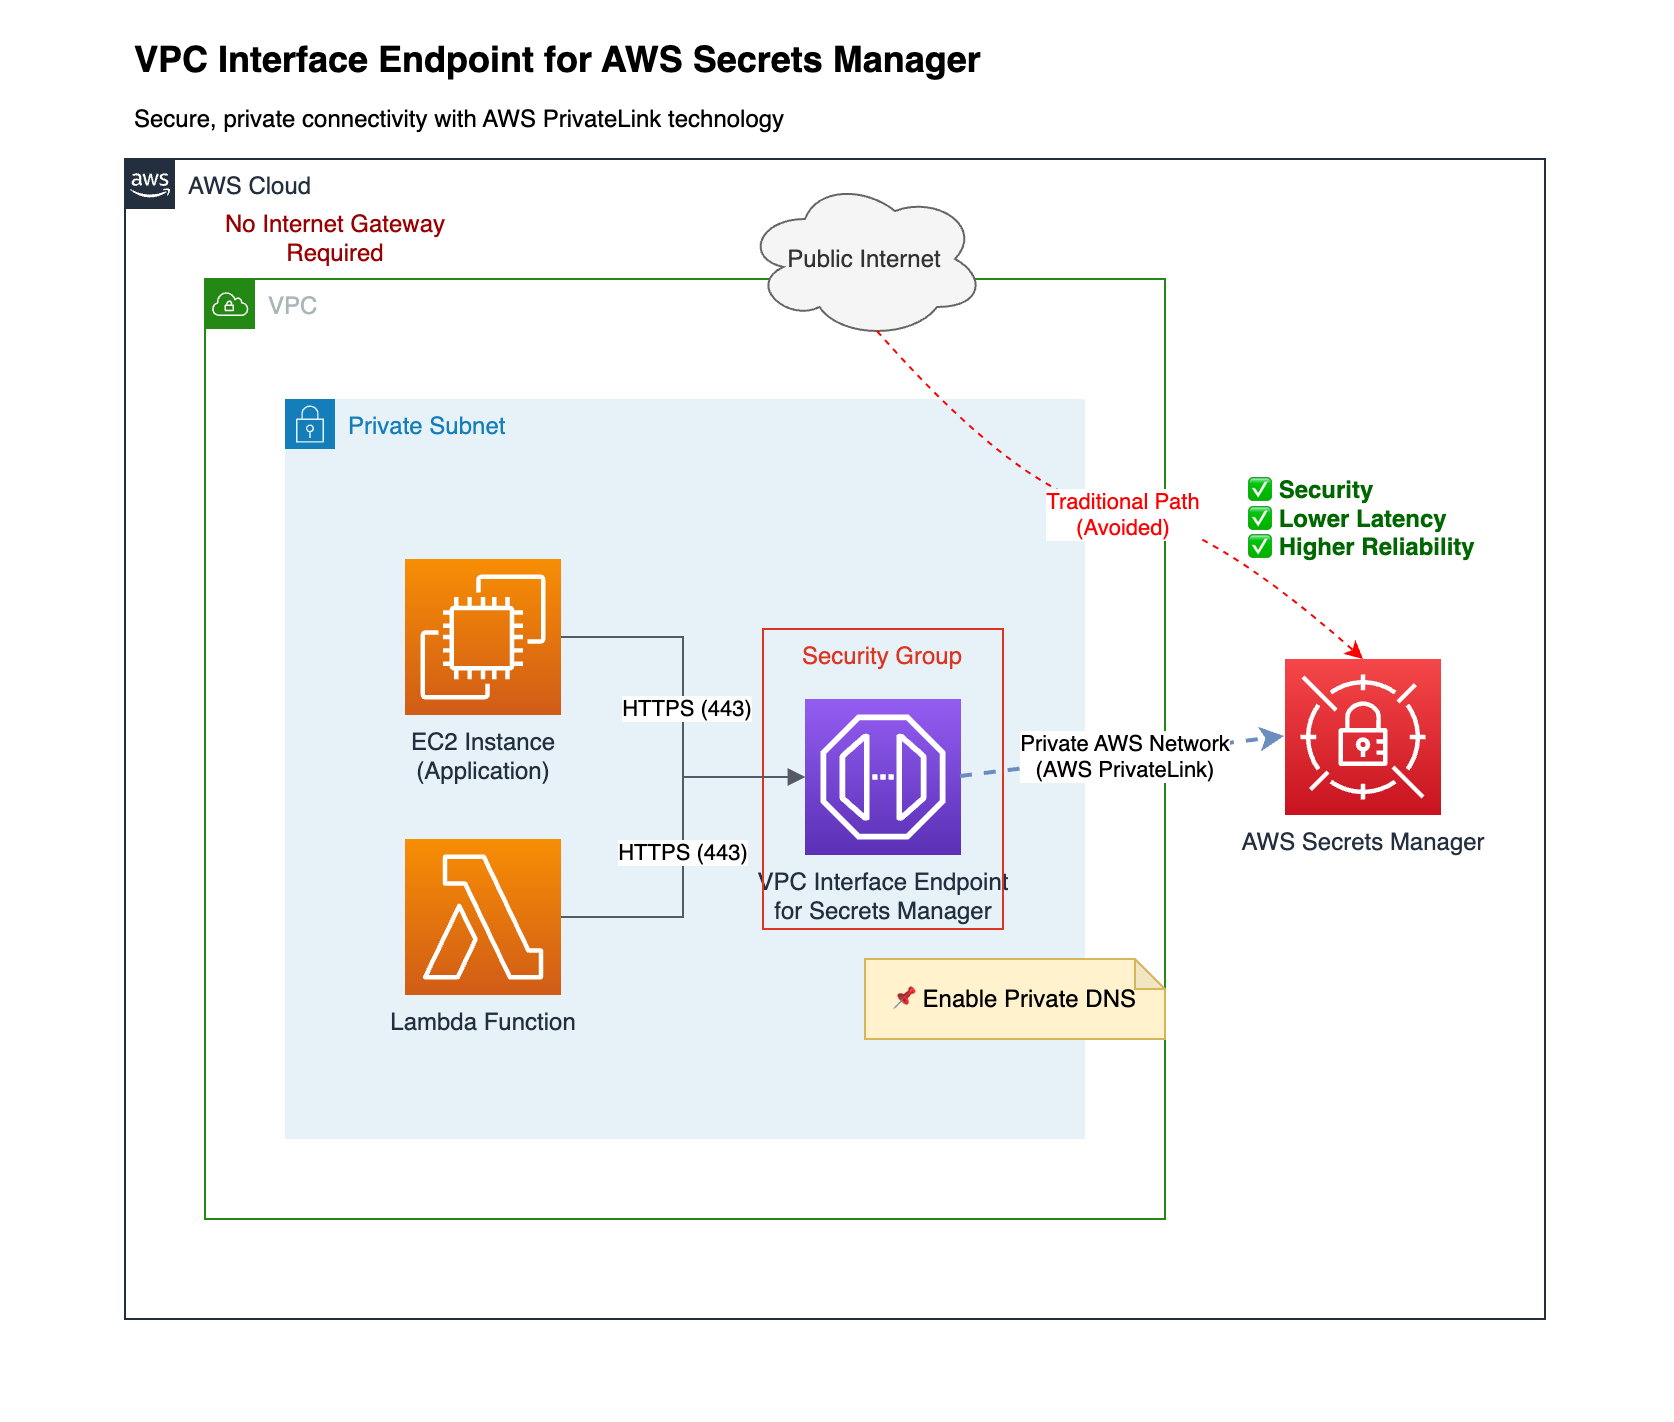 VPC Interface Endpoint for AWS Secrets Manager
Secure, private connectivity with AWS PrivateLink technology
aws
AWS Cloud
No Internet Gateway
Required
Public Internet
VPC
Private Subnet
Traditional Path
(Avoided)
✅ Security
✅ Lower Latency
✅ Higher Reliability
Security Group
HTTPS (443)
EC2 Instance
(Application)
Private AWS Network
(AWS PrivateLink)
AWS Secrets Manager
HTTPS (443)
VPC Interface Endpoint
for Secrets Manager
📌 Enable Private DNS
Lambda Function